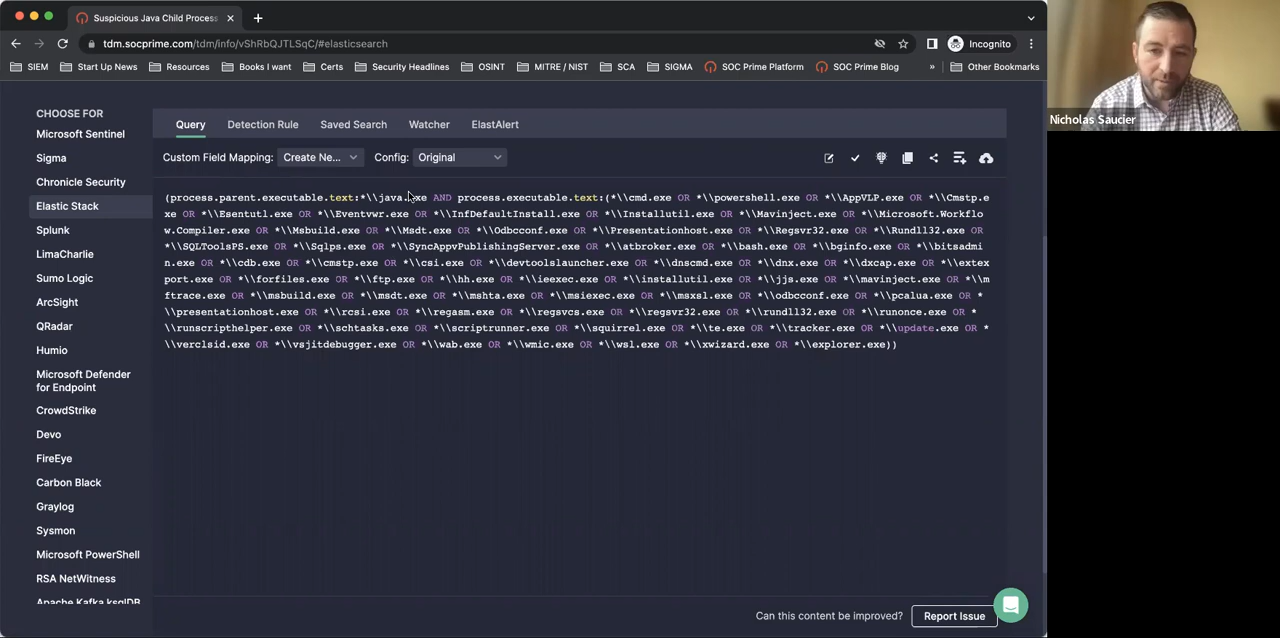 Suspicious Java Child Process
tdm.socprime.com/tdm/info/vShRbQJTLSqC/#elasticsearch
Incognito
SIEM
Start Up News
Resources
Books I want
Certs
Security Headlines
OSINT
MITRE / NIST
SCA
SIGMA
SOC Prime Platform
SOC Prime Blog
»
Other Bookmarks
Nicholas Saucier
CHOOSE FOR
Microsoft Sentinel
Sigma
Chronicle Security
Elastic Stack
Splunk
LimaCharlie
Sumo Logic
ArcSight
QRadar
Humio
Microsoft Defender
for Endpoint
CrowdStrike
Devo
FireEye
Carbon Black
Graylog
Sysmon
Microsoft PowerShell
RSA NetWitness
Apache Kafka ksqlDB
Query
Detection Rule
Saved Search
Watcher
ElastAlert
Custom Field Mapping:
Create Ne...
Config:
Original
(process.parent.executable.text:*\\java.exe AND process.executable.text:(*\\cmd.exe OR *\\powershell.exe OR *\\AppVLP.exe OR *\\Cmstp.e
xe OR *\\Esentutl.exe OR *\\Eventvwr.exe OR *\\InfDefaultInstall.exe OR *\\Installutil.exe OR *\\Mavinject.exe OR *\\Microsoft.Workflo
w.Compiler.exe OR *\\Msbuild.exe OR *\\Msdt.exe OR *\\Odbcconf.exe OR *\\Presentationhost.exe OR *\\Regsvr32.exe OR *\\Rundll32.exe OR
*\\SQLToolsPS.exe OR *\\Sqlps.exe OR *\\SyncAppvPublishingServer.exe OR *\\atbroker.exe OR *\\bash.exe OR *\\bginfo.exe OR *\\bitsadmi
n.exe OR *\\cdb.exe OR *\\cmstp.exe OR *\\csi.exe OR *\\devtoolslauncher.exe OR *\\dnscmd.exe OR *\\dnx.exe OR *\\dxcap.exe OR *\\extex
port.exe OR *\\forfiles.exe OR *\\ftp.exe OR *\\hh.exe OR *\\ieexec.exe OR *\\installutil.exe OR *\\jjs.exe OR *\\mavinject.exe OR *\\m
ftrace.exe OR *\\msbuild.exe OR *\\msdt.exe OR *\\mshta.exe OR *\\msiexec.exe OR *\\msxsl.exe OR *\\odbcconf.exe OR *\\pcalua.exe OR *
\\presentationhost.exe OR *\\rcsi.exe OR *\\regasm.exe OR *\\regsvcs.exe OR *\\regsvr32.exe OR *\\rundll32.exe OR *\\runonce.exe OR *
\\runscripthelper.exe OR *\\schtasks.exe OR *\\scriptrunner.exe OR *\\squirrel.exe OR *\\te.exe OR *\\tracker.exe OR *\\update.exe OR *
\\verclsid.exe OR *\\vsjitdebugger.exe OR *\\wab.exe OR *\\wmic.exe OR *\\wsl.exe OR *\\xwizard.exe OR *\\explorer.exe))
Can this content be improved?
Report Issue